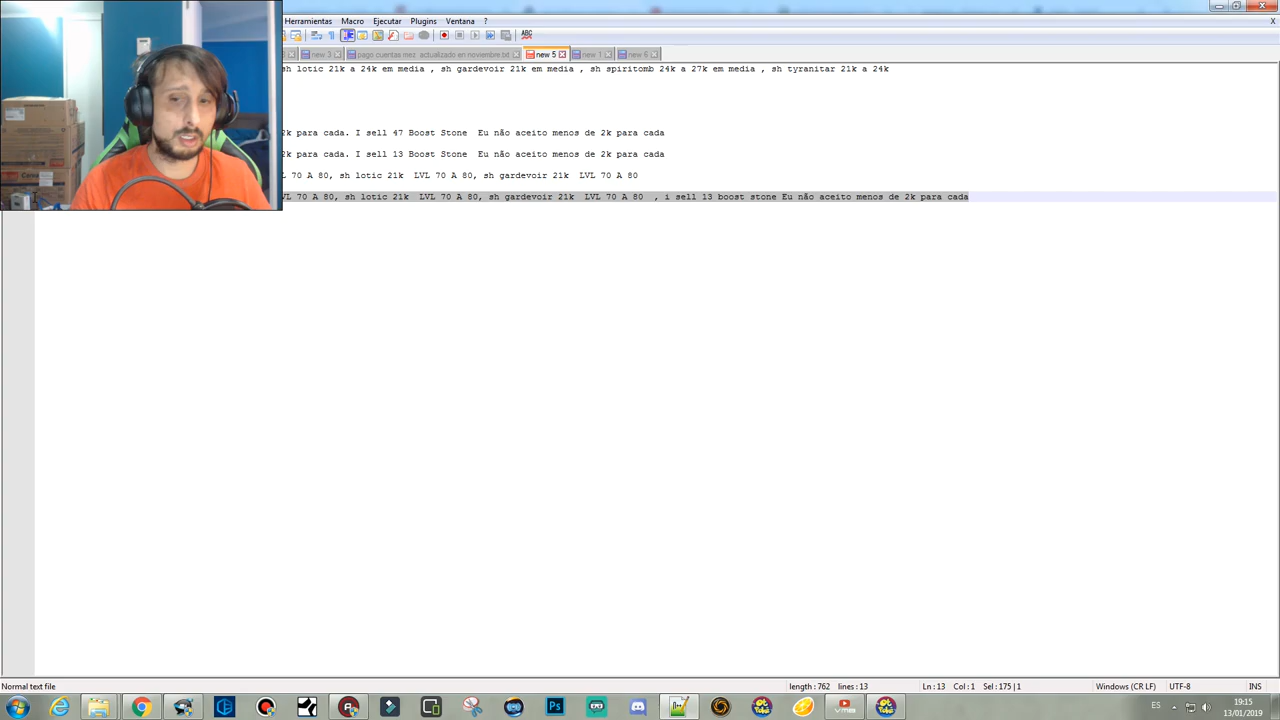 Herramientas Macro Ejecutar Plugins Ventana ? X
new 3 pago cuentas mez actualizado en noviembre.txt new 5 new 1 new 6
sh lotic 21k a 24k em media , sh gardevoir 21k em media , sh spiritomb 24k a 27k em media , sh tyranitar 21k a 24k
2k para cada. I sell 47 Boost Stone Eu não aceito menos de 2k para cada
2k para cada. I sell 13 Boost Stone Eu não aceito menos de 2k para cada
LVL 70 A 80, sh lotic 21k LVL 70 A 80, sh gardevoir 21k LVL 70 A 80
LVL 70 A 80, sh lotic 21k LVL 70 A 80, sh gardevoir 21k LVL 70 A 80 , i sell 13 boost stone Eu não aceito menos de 2k para cada
Normal text file length : 762 lines : 13 Ln : 13 Col : 1 Sel : 175 | 1 Windows (CR LF) UTF-8 INS
ES 19:15
13/01/2019